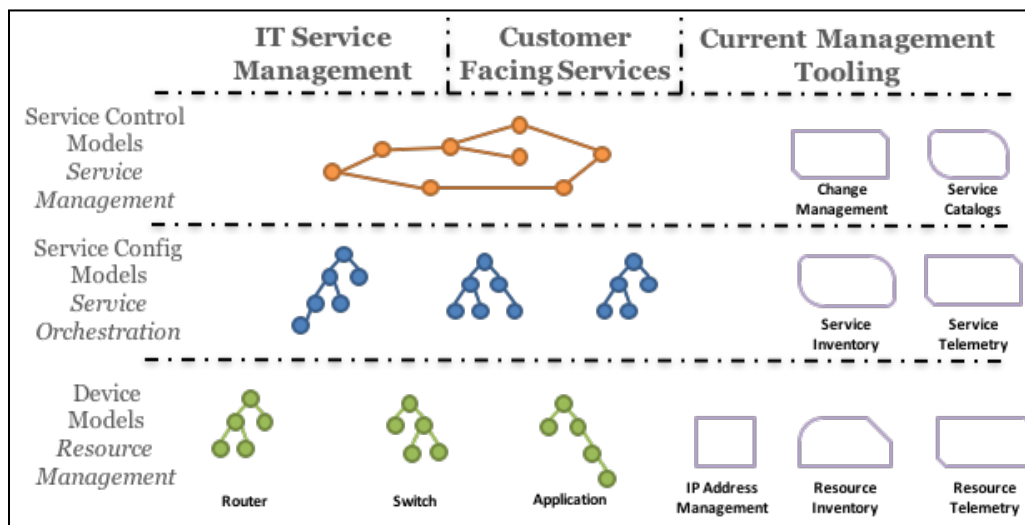 IT Service
Management
Customer
Facing Services
Current Management
Tooling
Service Control
Models
Service
Management
Change
Management
Service
Catalogs
Service Config
Models
Service
Orchestration
Service
Inventory
Service
Telemetry
Device
Models
Resource
Management
Router
Switch
Application
IP Address
Management
Resource
Inventory
Resource
Telemetry